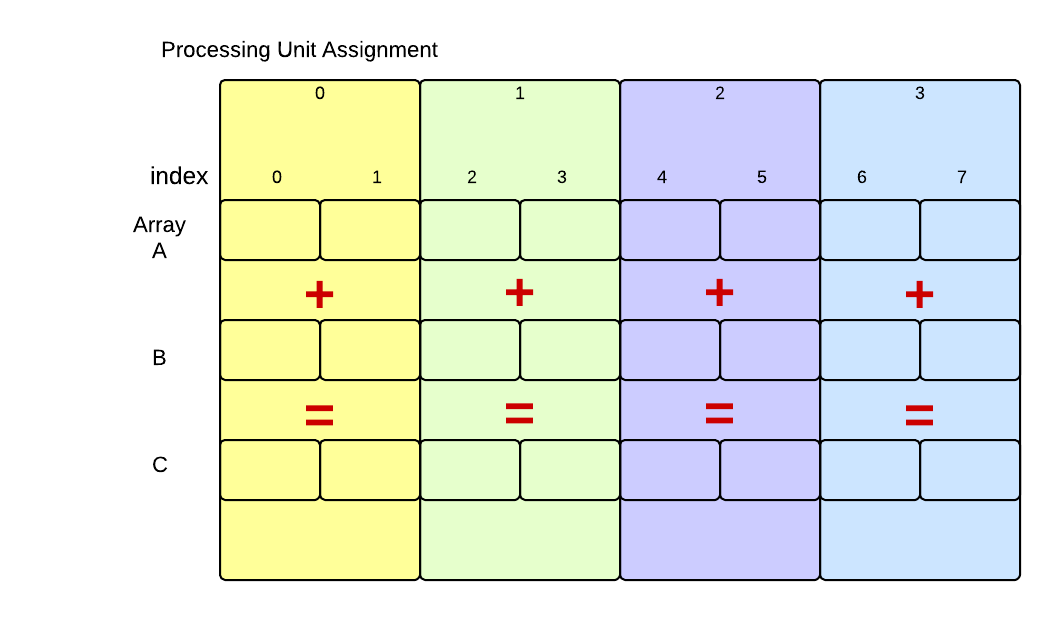 Processing Unit Assignment
0 1 2 3
index 0 1 2 3 4 5 6 7
Array
A
+ + + +
B
= = = =
C